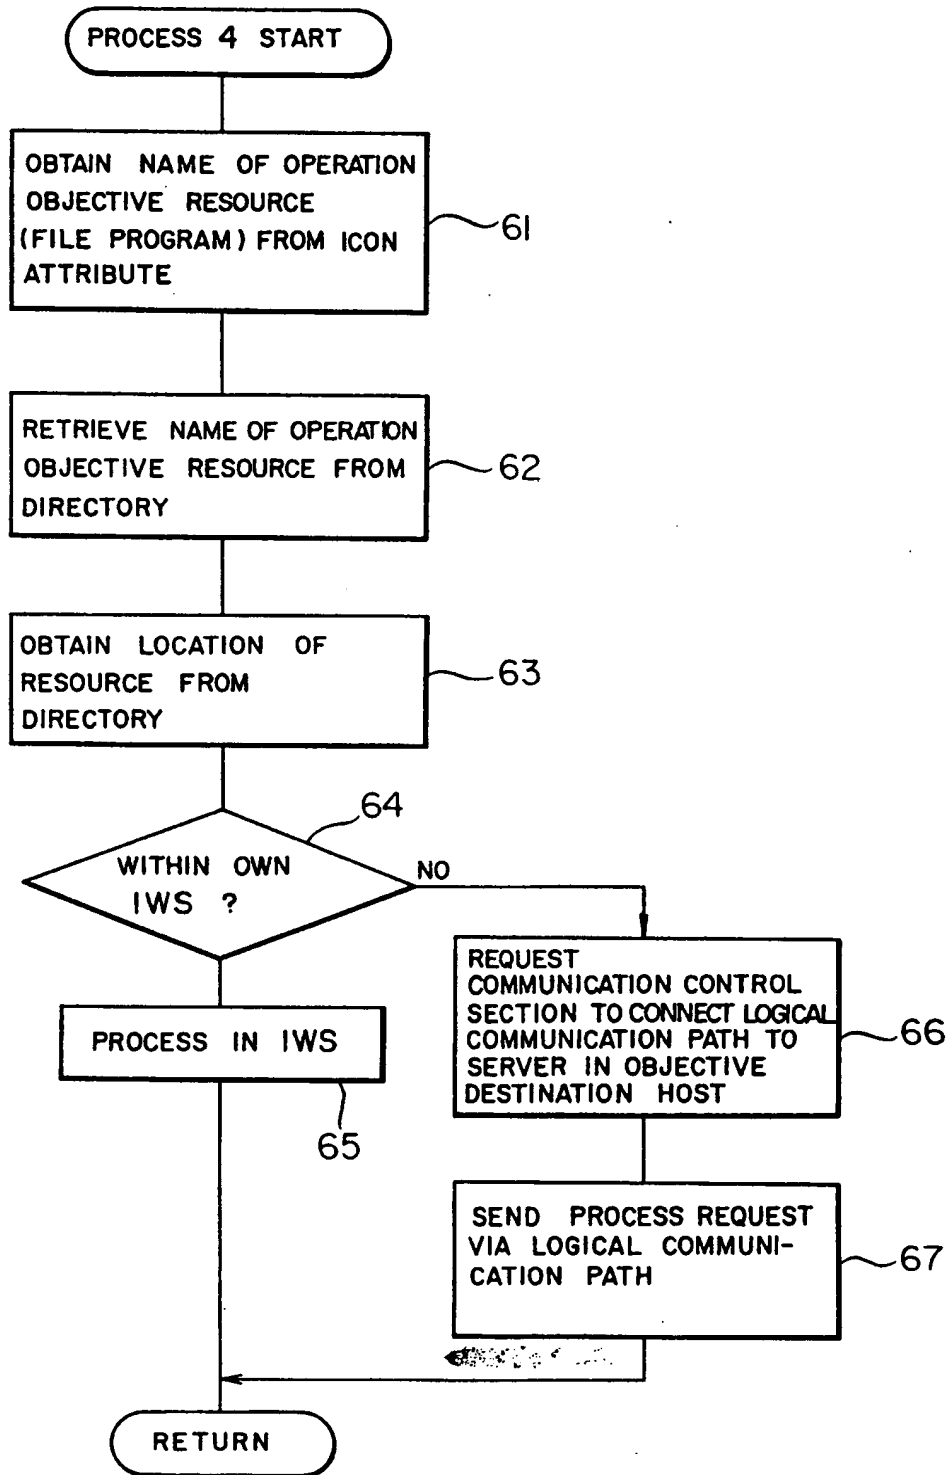 PROCESS 4 START
OBTAIN NAME OF OPERATION
OBJECTIVE RESOURCE
(FILE PROGRAM) FROM ICON
ATTRIBUTE
61
RETRIEVE NAME OF OPERATION
OBJECTIVE RESOURCE FROM
DIRECTORY
62
OBTAIN LOCATION OF
RESOURCE FROM
DIRECTORY
63
64
WITHIN OWN
IWS ?
NO
PROCESS IN IWS
65
REQUEST
COMMUNICATION CONTROL
SECTION TO CONNECT LOGICAL
COMMUNICATION PATH TO
SERVER IN OBJECTIVE
DESTINATION HOST
66
SEND PROCESS REQUEST
VIA LOGICAL COMMUNI-
CATION PATH
67
RETURN